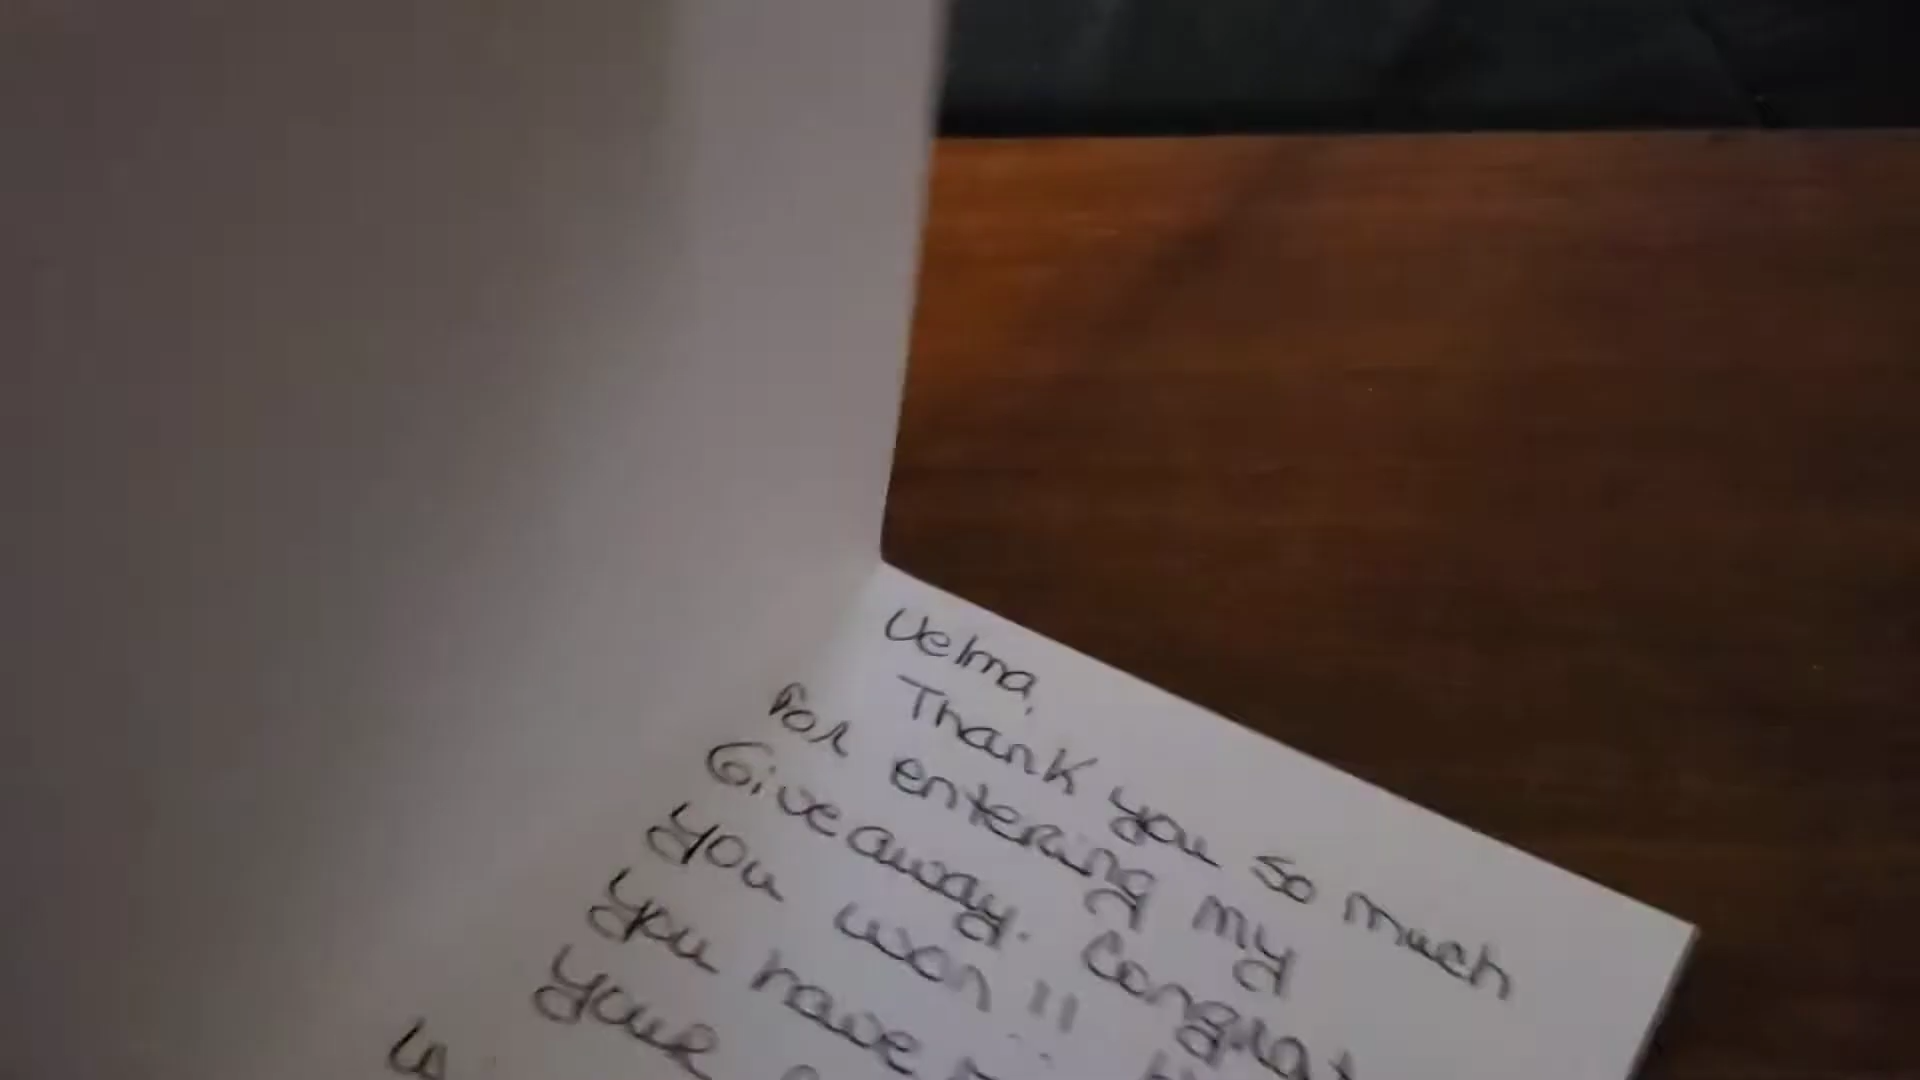 Velma,
Thank you so much
for entering my
Giveaway. Congrat
you won!!
you have
your